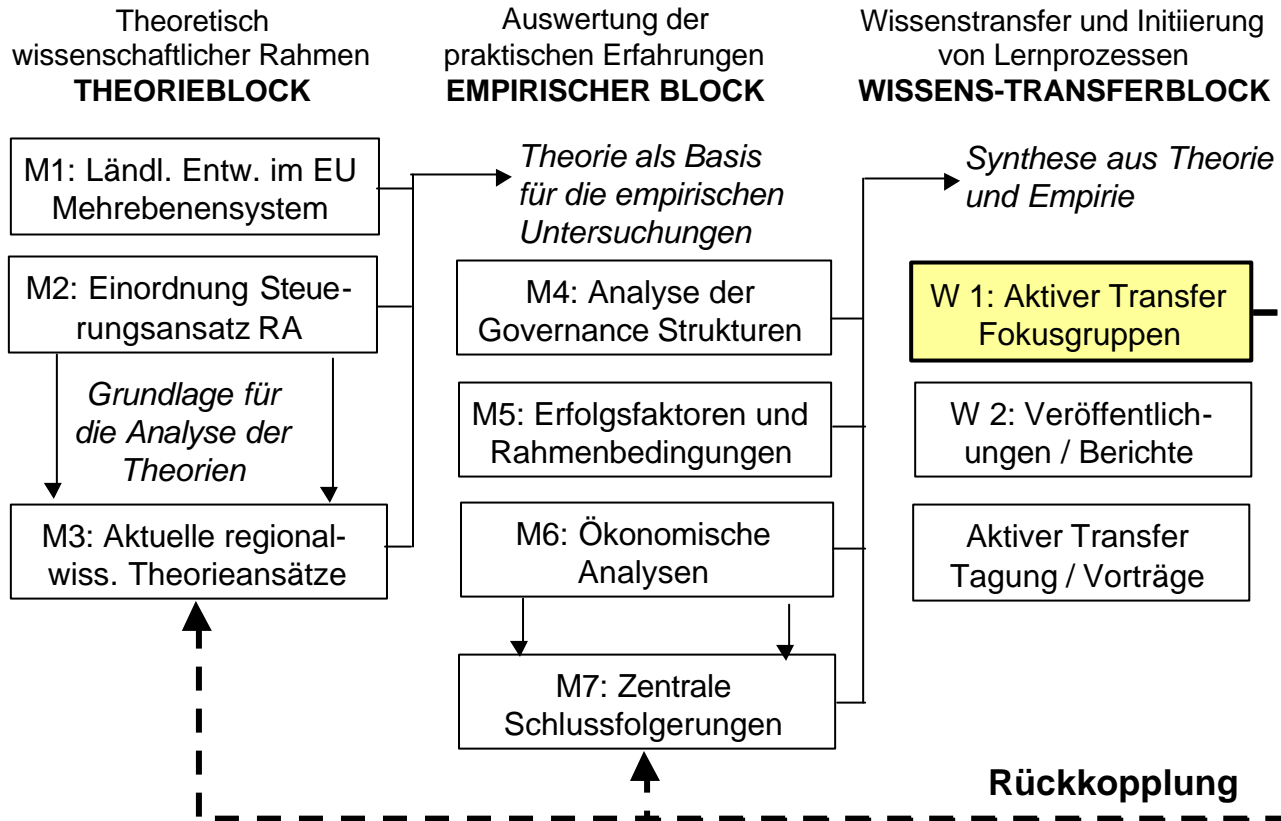 Theoretisch
wissenschaftlicher Rahmen
THEORIEBLOCK
M1: Ländl. Entw. im EU
Mehrebenensystem
M2: Einordnung Steue-
rungsansatz RA
Grundlage für
die Analyse der
Theorien
M3: Aktuelle regional-
wiss. Theorieansätze
Auswertung der
praktischen Erfahrungen
EMPIRISCHER BLOCK
Theorie als Basis
für die empirischen
Untersuchungen
M4: Analyse der
Governance Strukturen
M5: Erfolgsfaktoren und
Rahmenbedingungen
M6: Ökonomische
Analysen
M7: Zentrale
Schlussfolgerungen
Wissenstransfer und Initiierung
von Lernprozessen
WISSENS-TRANSFERBLOCK
Synthese aus Theorie
und Empirie
W 1: Aktiver Transfer
Fokusgruppen
W 2: Veröffentlich-
ungen / Berichte
Aktiver Transfer
Tagung / Vorträge
Rückkopplung